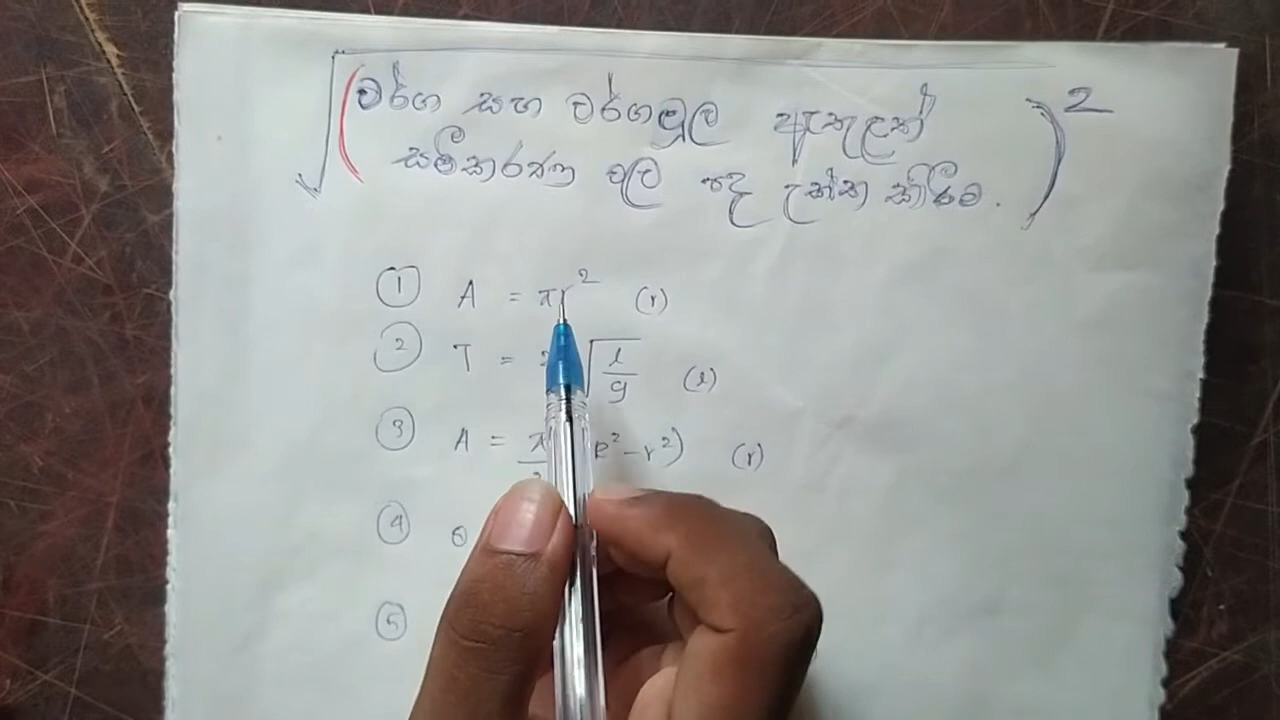 √(වර්ග සහ වර්ගමූල ඇතුළත්
සමීකරණ වල පද උක්ත කිරීම.)²
① A = πr² (r)
② T = √(l/g) (l)
③ A = π R² - r²) (r)
④ θ
⑤